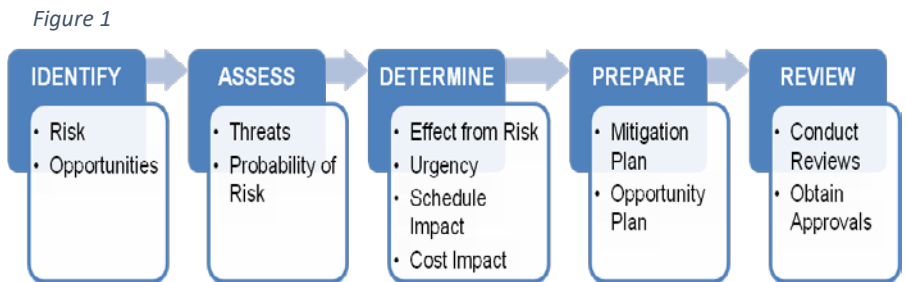 Figure 1
IDENTIFY
• Risk
• Opportunities
ASSESS
• Threats
• Probability of
Risk
DETERMINE
• Effect from Risk
• Urgency
• Schedule
Impact
• Cost Impact
PREPARE
• Mitigation
Plan
• Opportunity
Plan
REVIEW
• Conduct
Reviews
• Obtain
Approvals